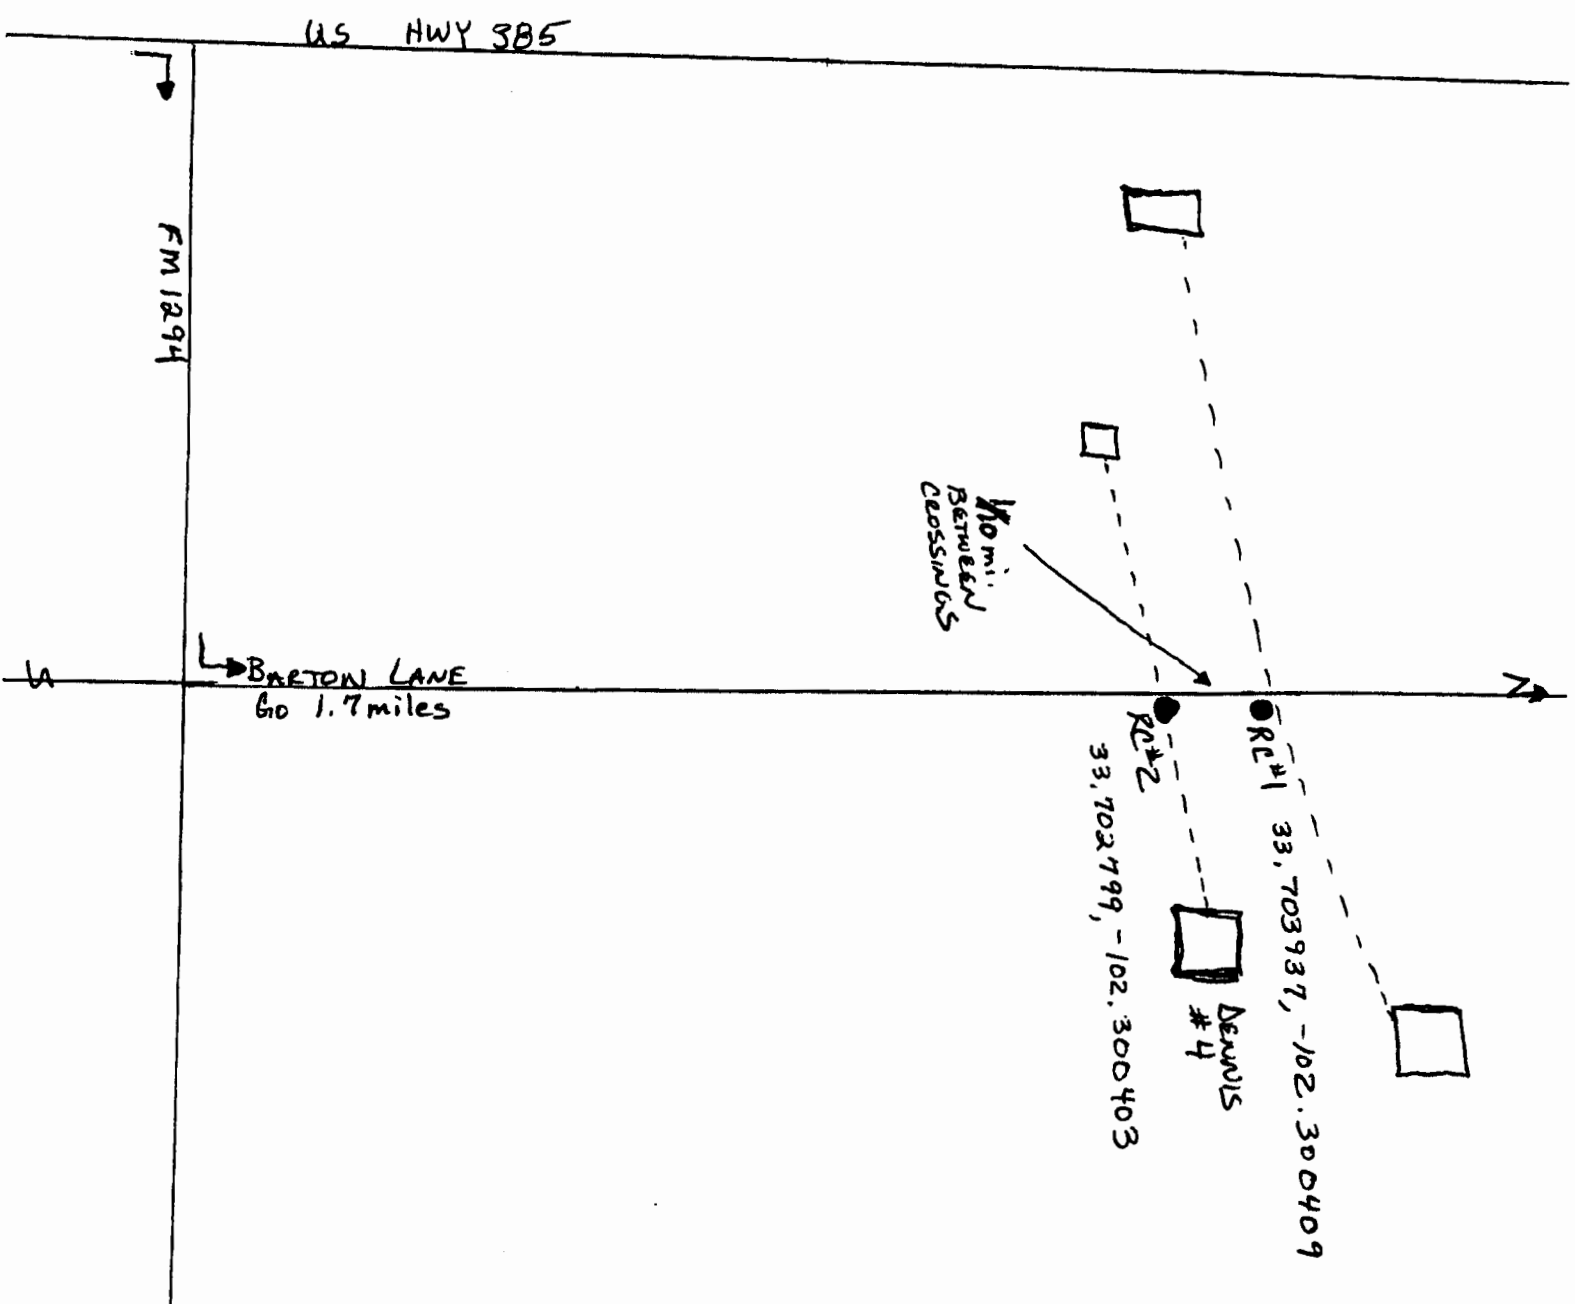 US HWY 385
FM 1294
1/10 mi.
BETWEEN
CROSSINGS
BARTON LANE
Go 1.7 miles
N
RC#2
33,702799, -102.300403
RC#1 33,703937, -102.300409
DENNIS
#4